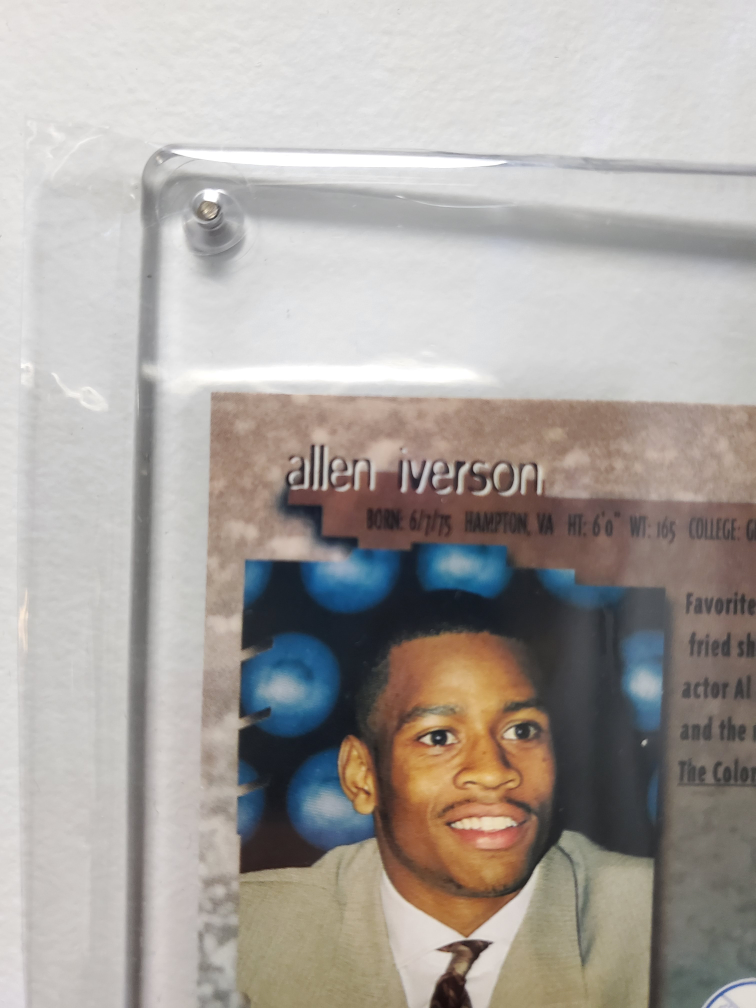 allen iverson
BORN: 6/7/75 HAMPTON, VA HT: 6'0" WT: 165 COLLEGE:
Favorite
fried sh
actor Al
and the
The Color